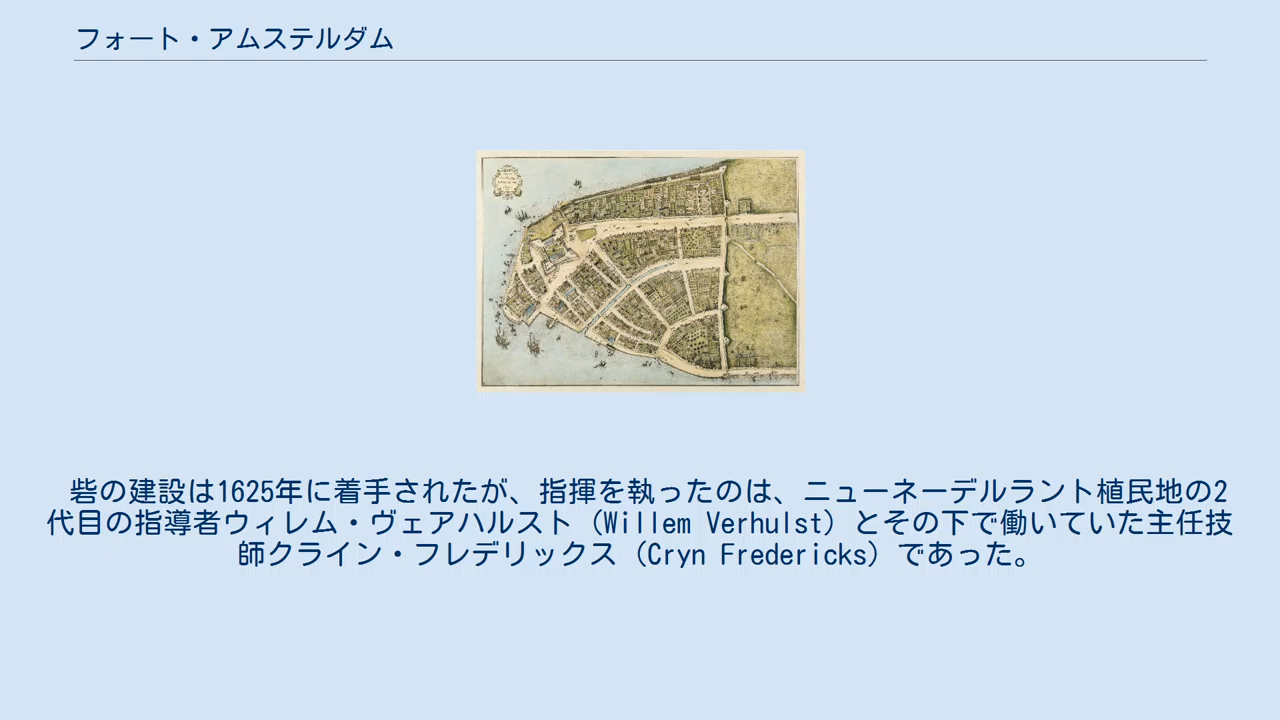 フォート・アムステルダム
砦の建設は1625年に着手されたが、指揮を執ったのは、ニューネーデルラント植民地の2
代目の指導者ウィレム・ヴェアハルスト（Willem Verhulst）とその下で働いていた主任技
師クライン・フレデリックス（Cryn Fredericks）であった。